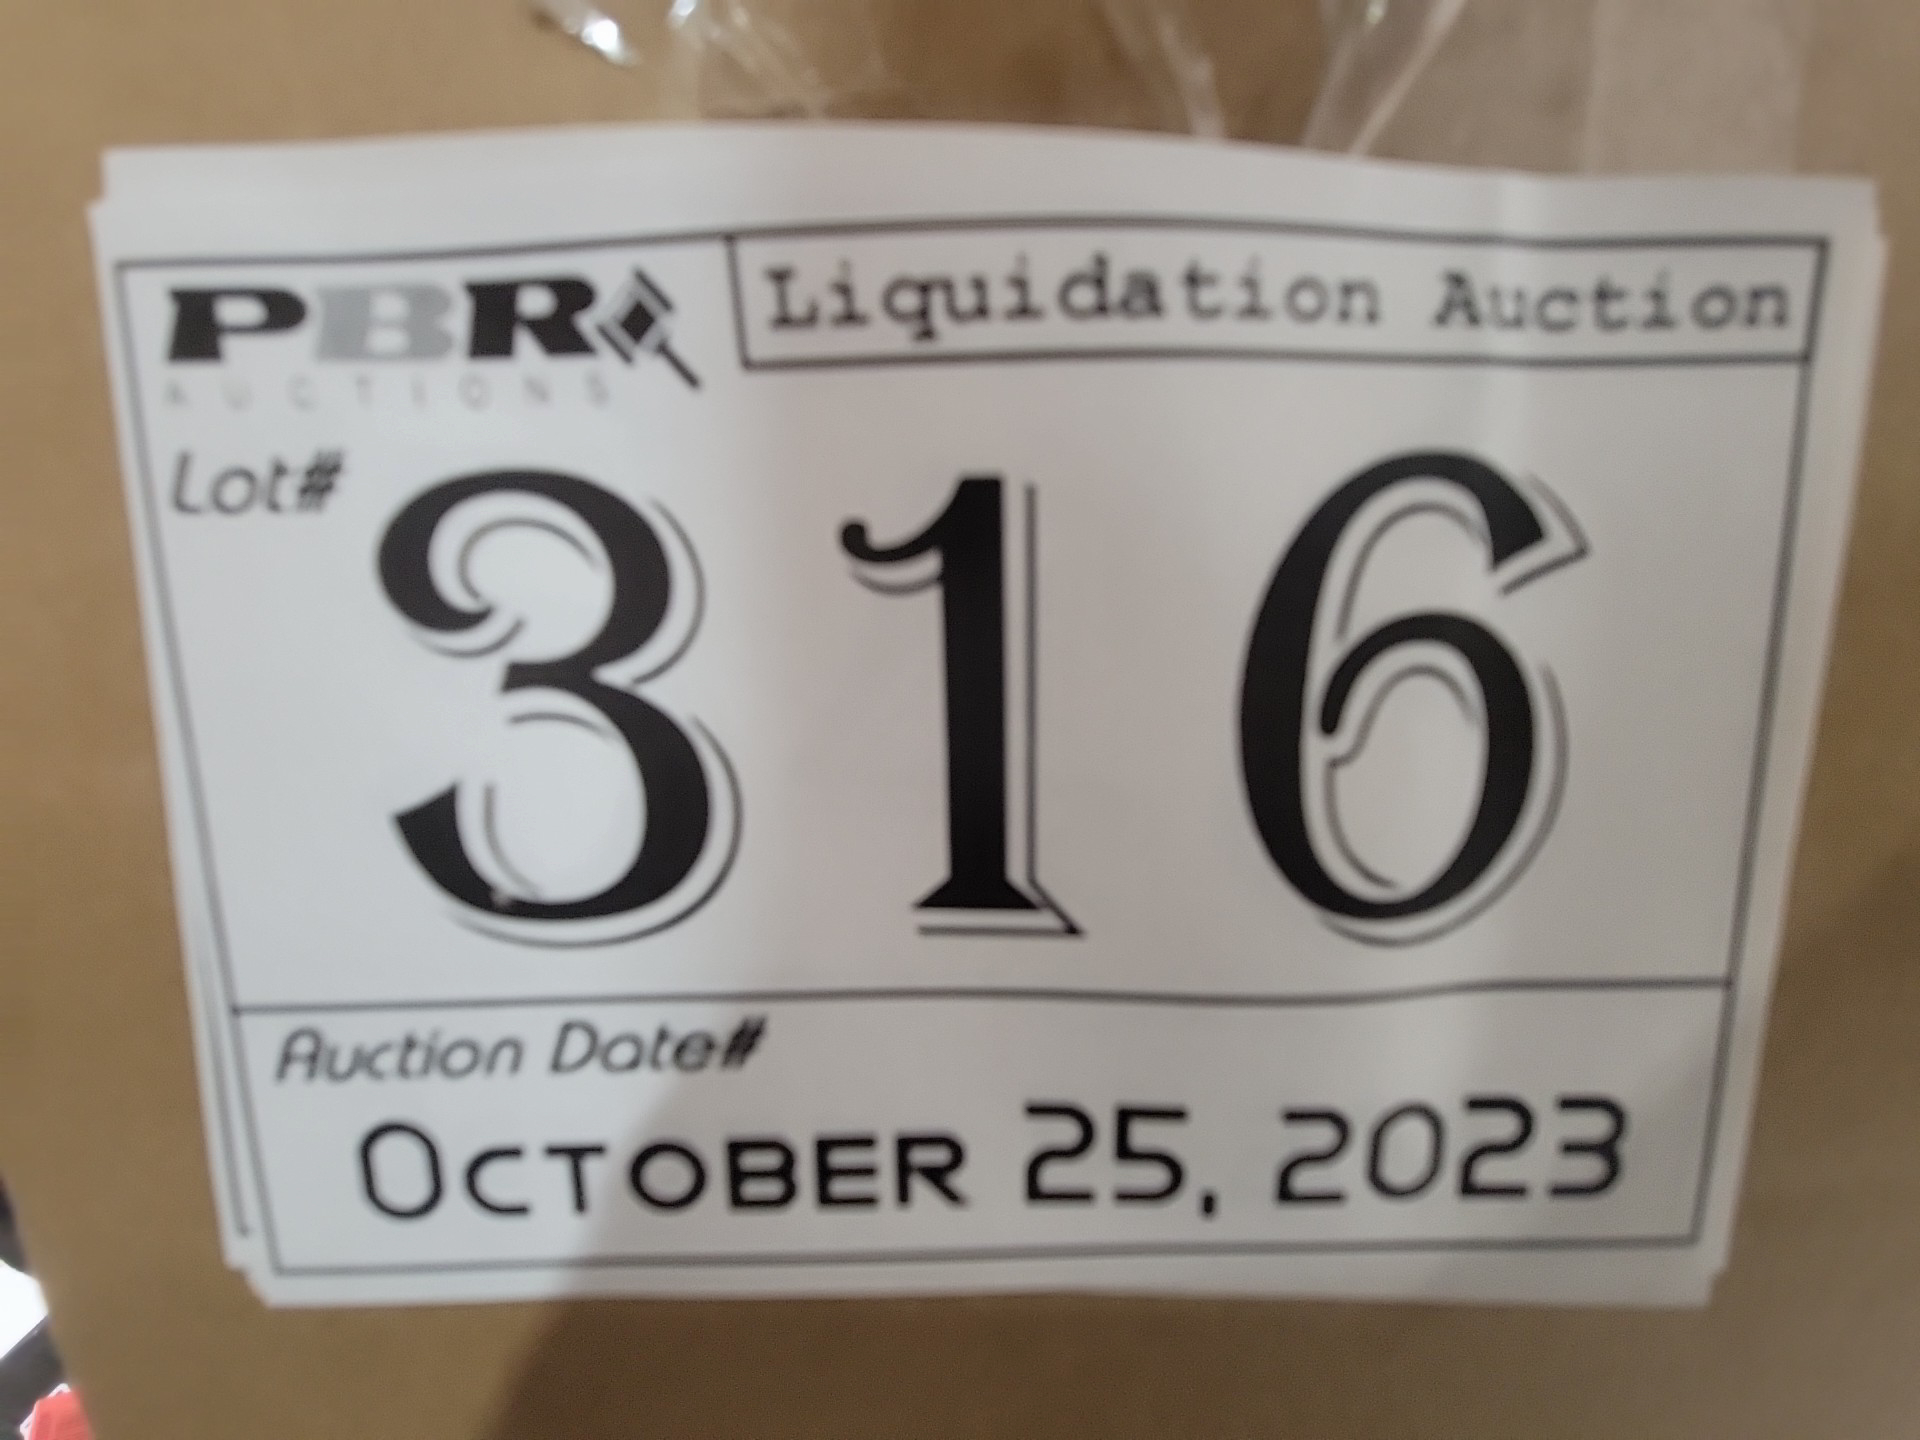 PBR
AUCTIONS
Liquidation Auction
Lot#
316
Auction Date#
OCTOBER 25, 2023